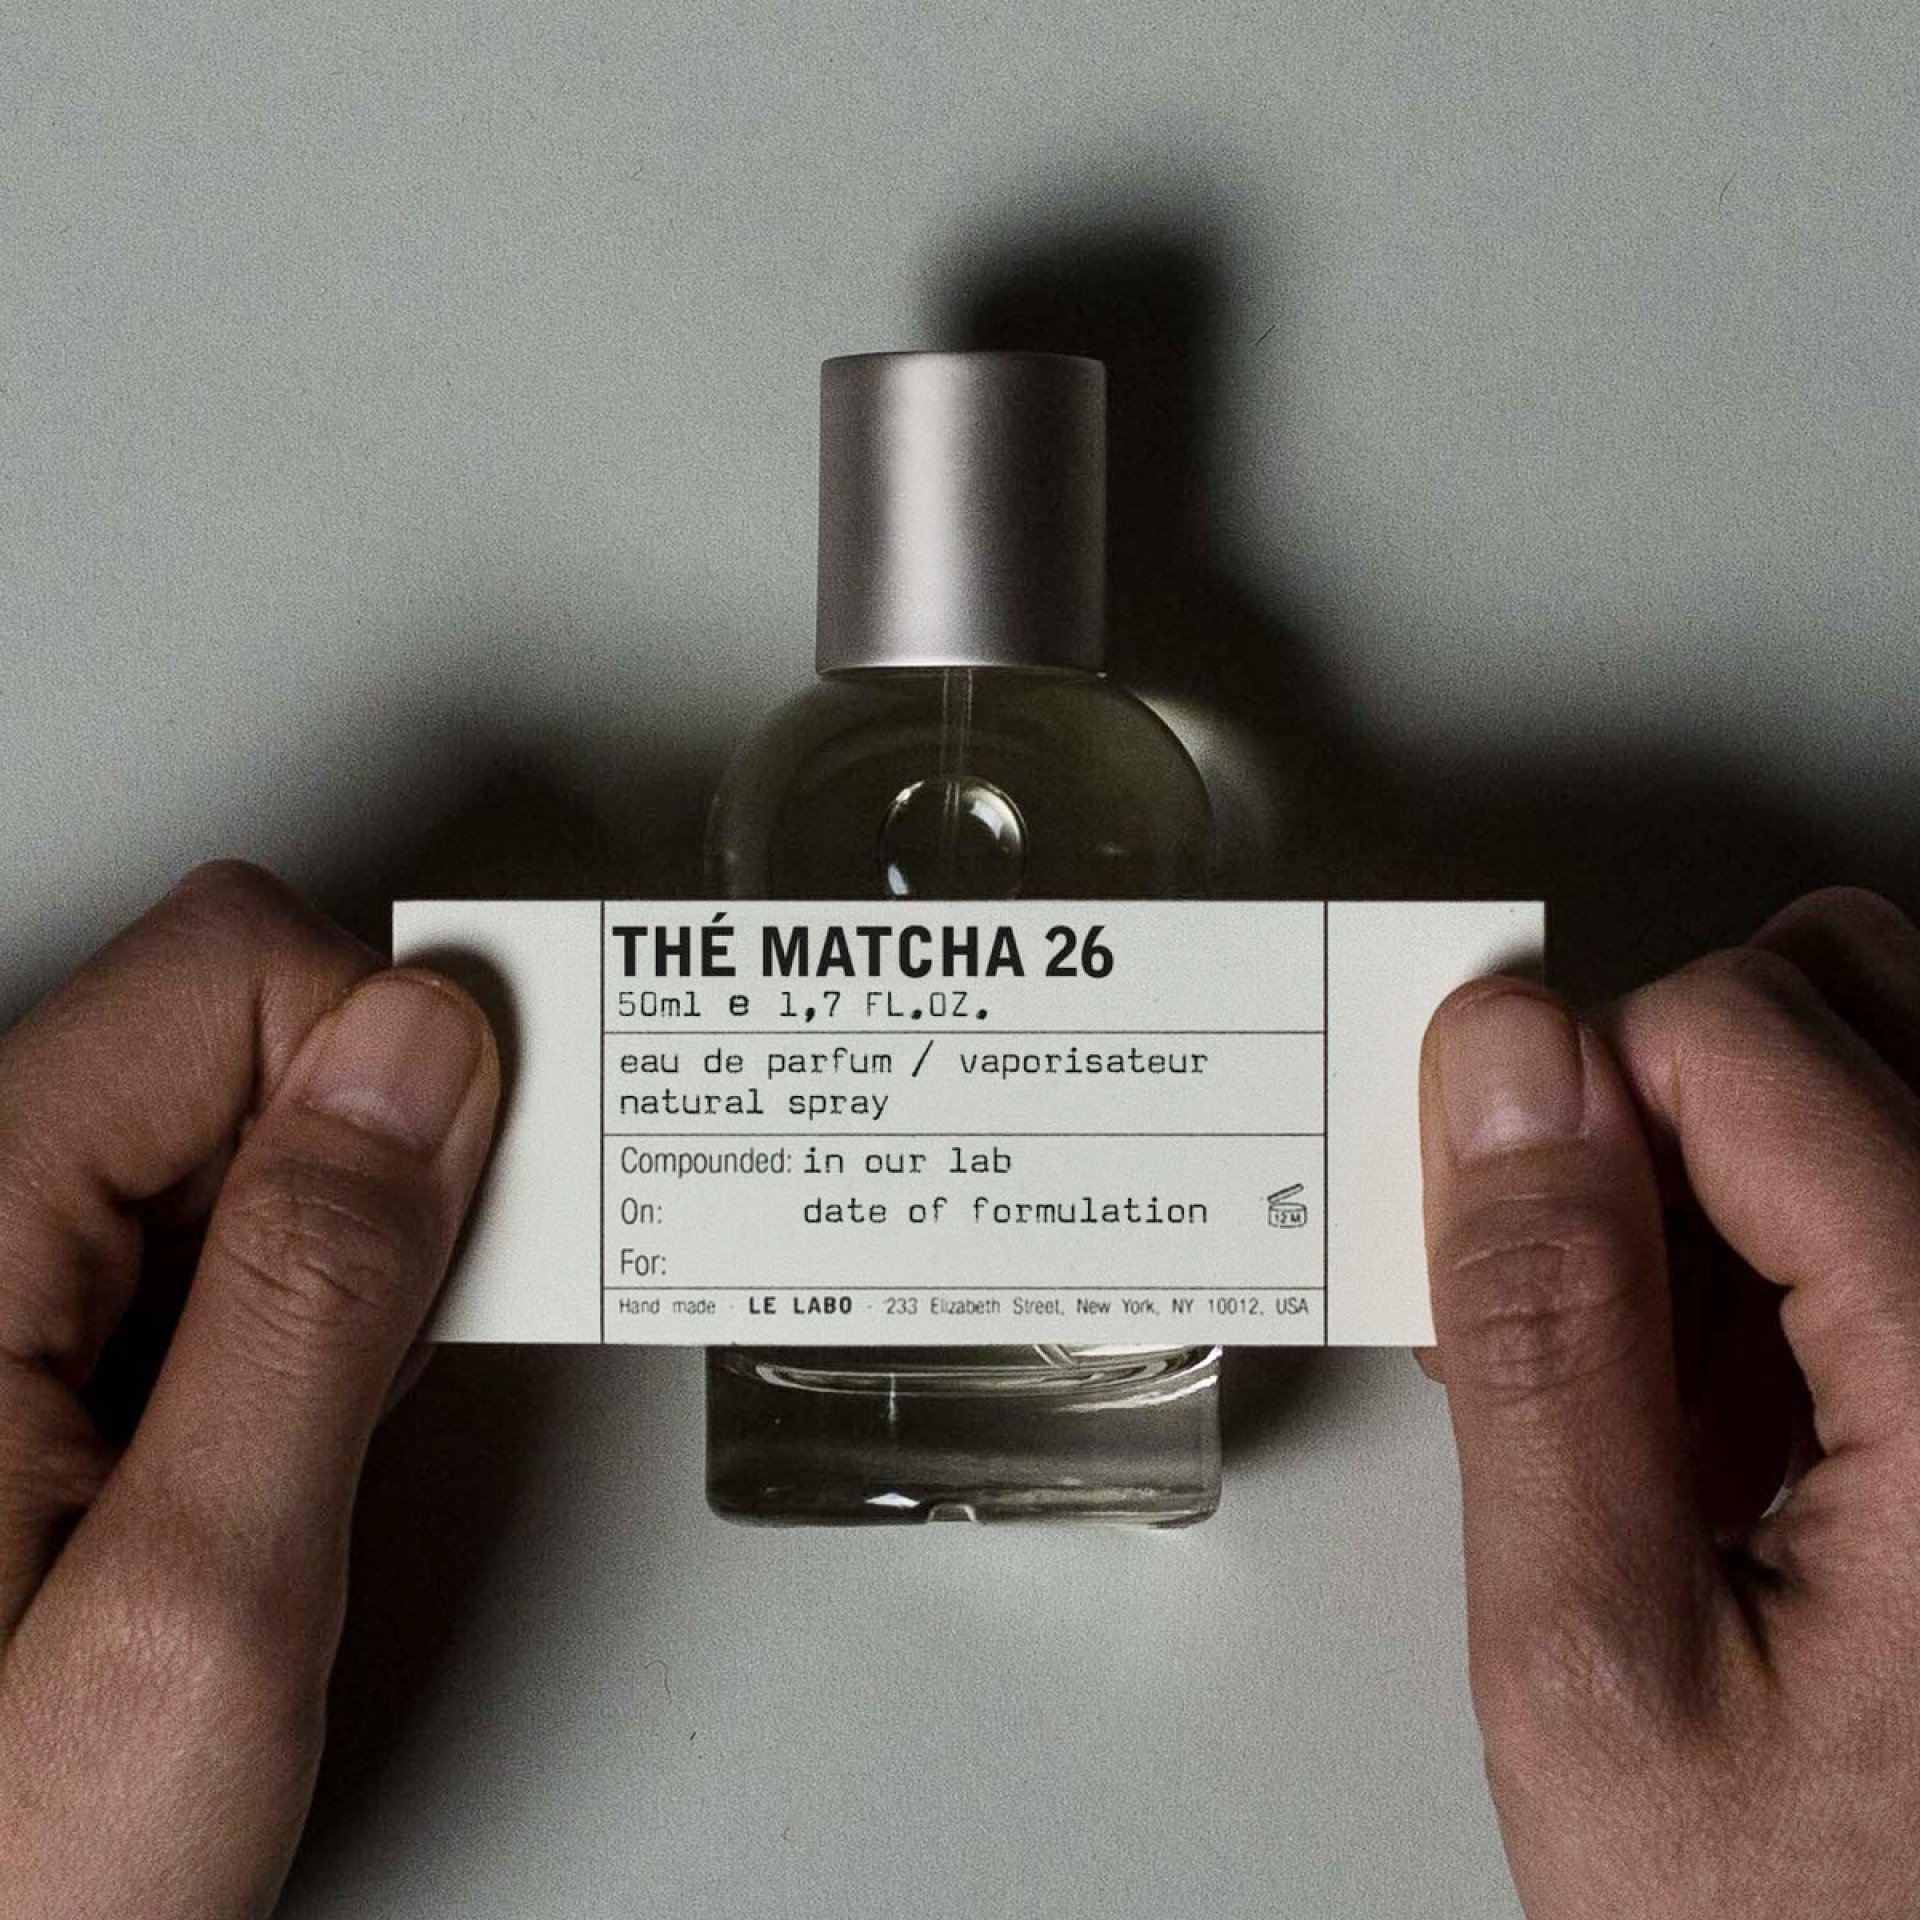 THÉ MATCHA 26
50ml e 1,7 FL.OZ.
eau de parfum / vaporisateur
natural spray
Compounded: in our lab
On: date of formulation
12M
For:
Hand made · LE LABO · 233 Elizabeth Street, New York, NY 10012, USA